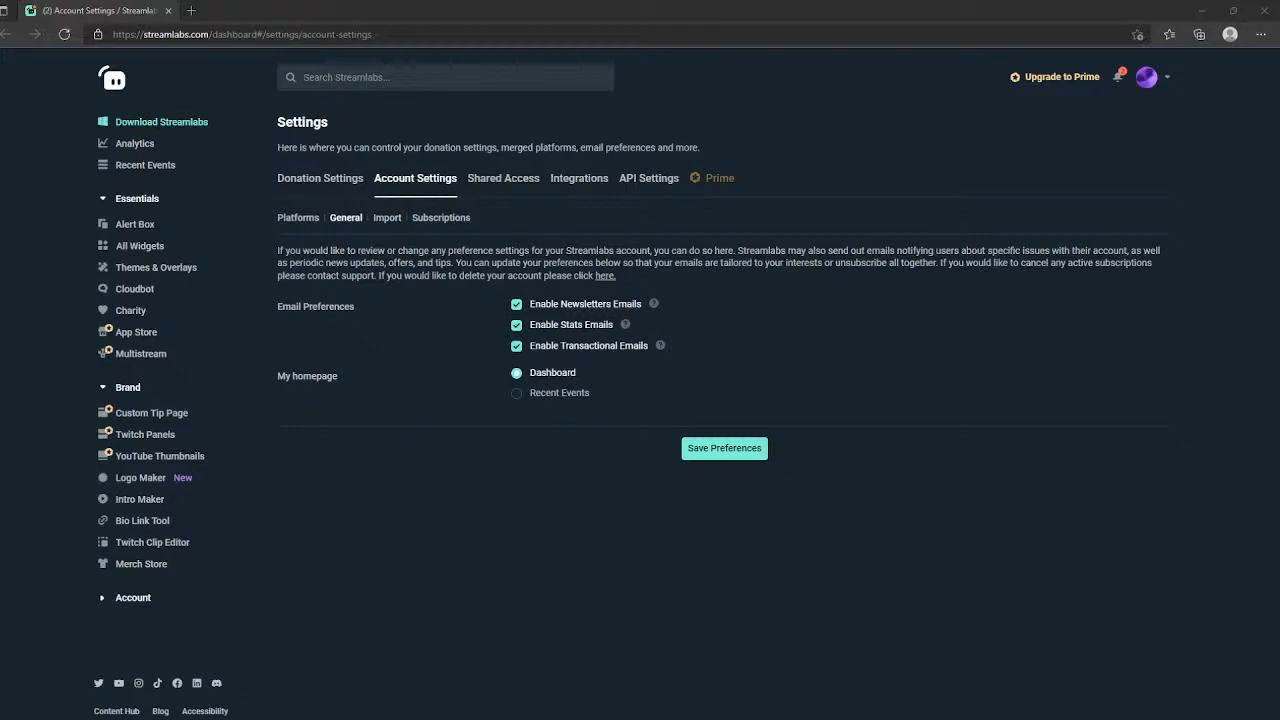 (2) Account Settings / Streamlab
https://streamlabs.com/dashboard#/settings/account-settings
Search Streamlabs...
Upgrade to Prime
2
Download Streamlabs
Analytics
Recent Events
Essentials
Alert Box
All Widgets
Themes & Overlays
Cloudbot
Charity
App Store
Multistream
Brand
Custom Tip Page
Twitch Panels
YouTube Thumbnails
Logo Maker New
Intro Maker
Bio Link Tool
Twitch Clip Editor
Merch Store
Account
Content Hub Blog Accessibility
Settings
Here is where you can control your donation settings, merged platforms, email preferences and more.
Donation Settings Account Settings Shared Access Integrations API Settings Prime
Platforms General Import Subscriptions
If you would like to review or change any preference settings for your Streamlabs account, you can do so here. Streamlabs may also send out emails notifying users about specific issues with their account, as well
as periodic news updates, offers, and tips. You can update your preferences below so that your emails are tailored to your interests or unsubscribe all together. If you would like to cancel any active subscriptions
please contact support. If you would like to delete your account please click here.
Email Preferences
Enable Newsletters Emails ?
Enable Stats Emails ?
Enable Transactional Emails ?
My homepage
Dashboard
Recent Events
Save Preferences